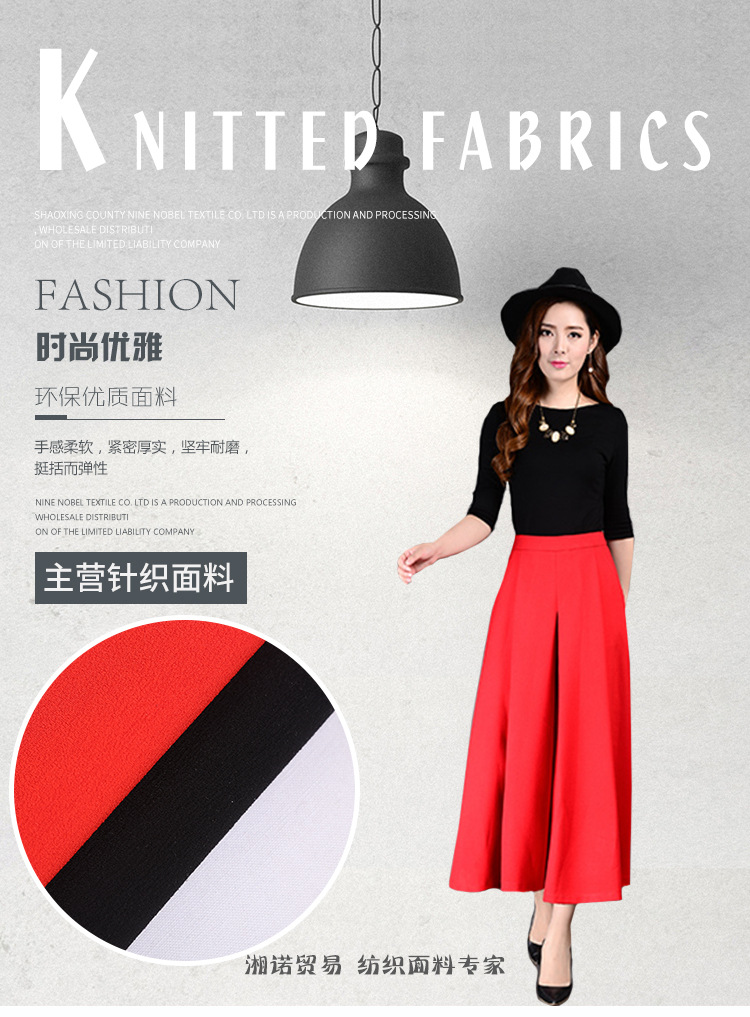 KNITTED FABRICS
SHAOXING COUNTY NINE NOBEL TEXTILE CO. LTD IS A PRODUCTION AND PROCESSING
, WHOLESALE DISTRIBUTI
ON OF THE LIMITED LIABILITY COMPANY
FASHION
时尚优雅
环保优质面料
手感柔软，紧密厚实，坚牢耐磨，
挺括而弹性
NINE NOBEL TEXTILE CO. LTD IS A PRODUCTION AND PROCESSING
WHOLESALE DISTRIBUTI
ON OF THE LIMITED LIABILITY COMPANY
主营针织面料
湘诺贸易 纺织面料专家